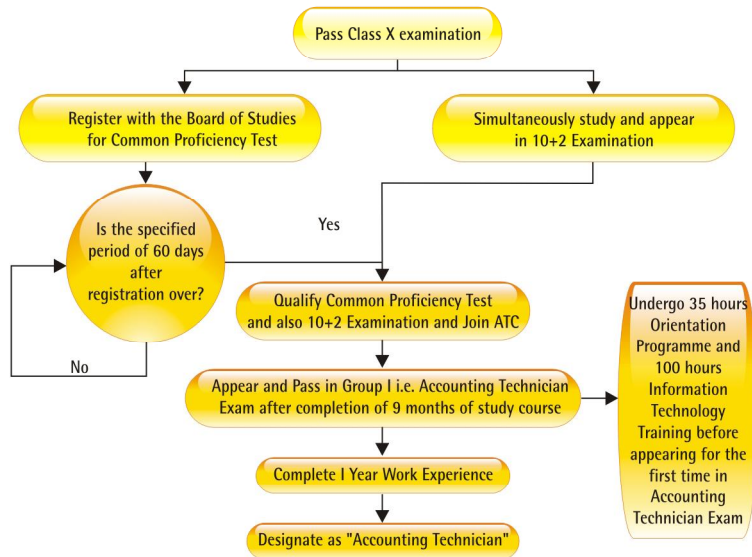 Pass Class X examination
Register with the Board of Studies
for Common Proficiency Test
Simultaneously study and appear
in 10+2 Examination
Is the specified
period of 60 days
after
registration over?
Yes
No
Qualify Common Proficiency Test
and also 10+2 Examination and Join ATC
Appear and Pass in Group I i.e. Accounting Technician
Exam after completion of 9 months of study course
Undergo 35 hours
Orientation
Programme and
100 hours
Information
Technology
Training before
appearing for the
first time in
Accounting
Technician Exam
Complete I Year Work Experience
Designate as "Accounting Technician"